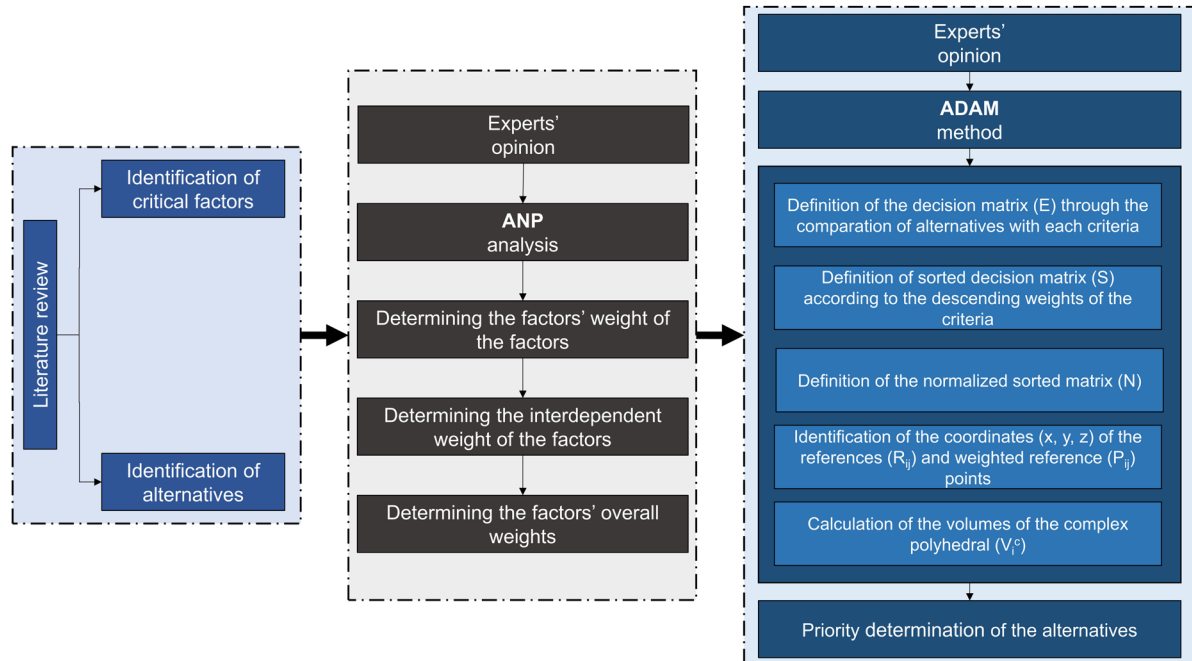 Literature review
Identification of
critical factors
Identification of
alternatives
Experts'
opinion
ANP
analysis
Determining the factors' weight of
the factors
Determining the interdependent
weight of the factors
Determining the factors' overall
weights
Experts'
opinion
ADAM
method
Definition of the decision matrix (E) through the
comparation of alternatives with each criteria
Definition of sorted decision matrix (S)
according to the descending weights of the
criteria
Definition of the normalized sorted matrix (N)
Identification of the coordinates (x, y, z) of the
references (R_ij) and weighted reference (P_ij)
points
Calculation of the volumes of the complex
polyhedral (V_i^c)
Priority determination of the alternatives